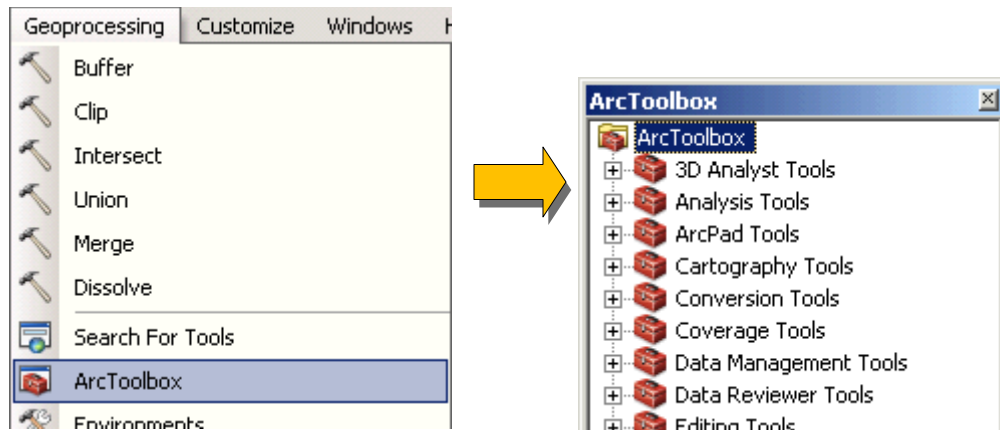 Geoprocessing Customize Windows
Buffer
Clip
Intersect
Union
Merge
Dissolve
Search For Tools
ArcToolbox
Environments
ArcToolbox
ArcToolbox
3D Analyst Tools
Analysis Tools
ArcPad Tools
Cartography Tools
Conversion Tools
Coverage Tools
Data Management Tools
Data Reviewer Tools
Editing Tools